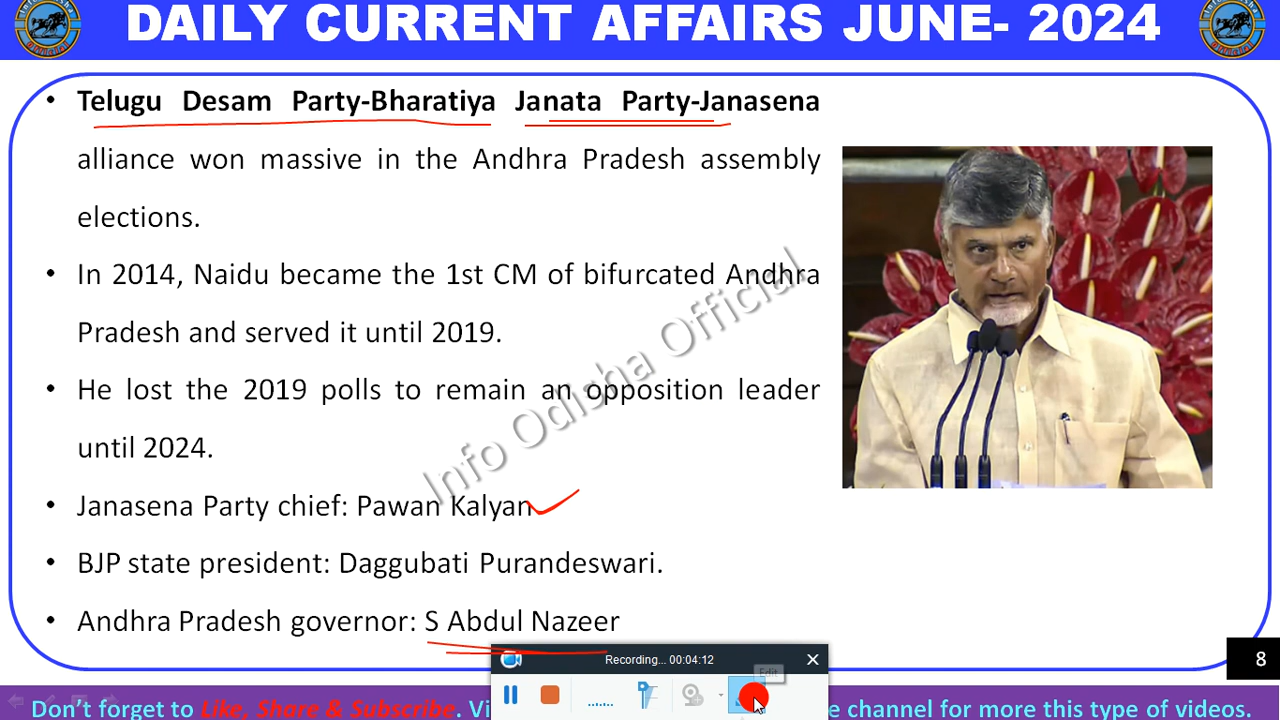 DAILY CURRENT AFFAIRS JUNE- 2024
• Telugu Desam Party-Bharatiya Janata Party-Janasena
alliance won massive in the Andhra Pradesh assembly
elections.
• In 2014, Naidu became the 1st CM of bifurcated Andhra
Pradesh and served it until 2019.
• He lost the 2019 polls to remain an opposition leader
until 2024.
• Janasena Party chief: Pawan Kalyan
• BJP state president: Daggubati Purandeswari.
• Andhra Pradesh governor: S Abdul Nazeer
Info Odisha Official
Recording... 00:04:12
Edit
8
Don't forget to Like, Share & Subscribe. Vi
e channel for more this type of videos.